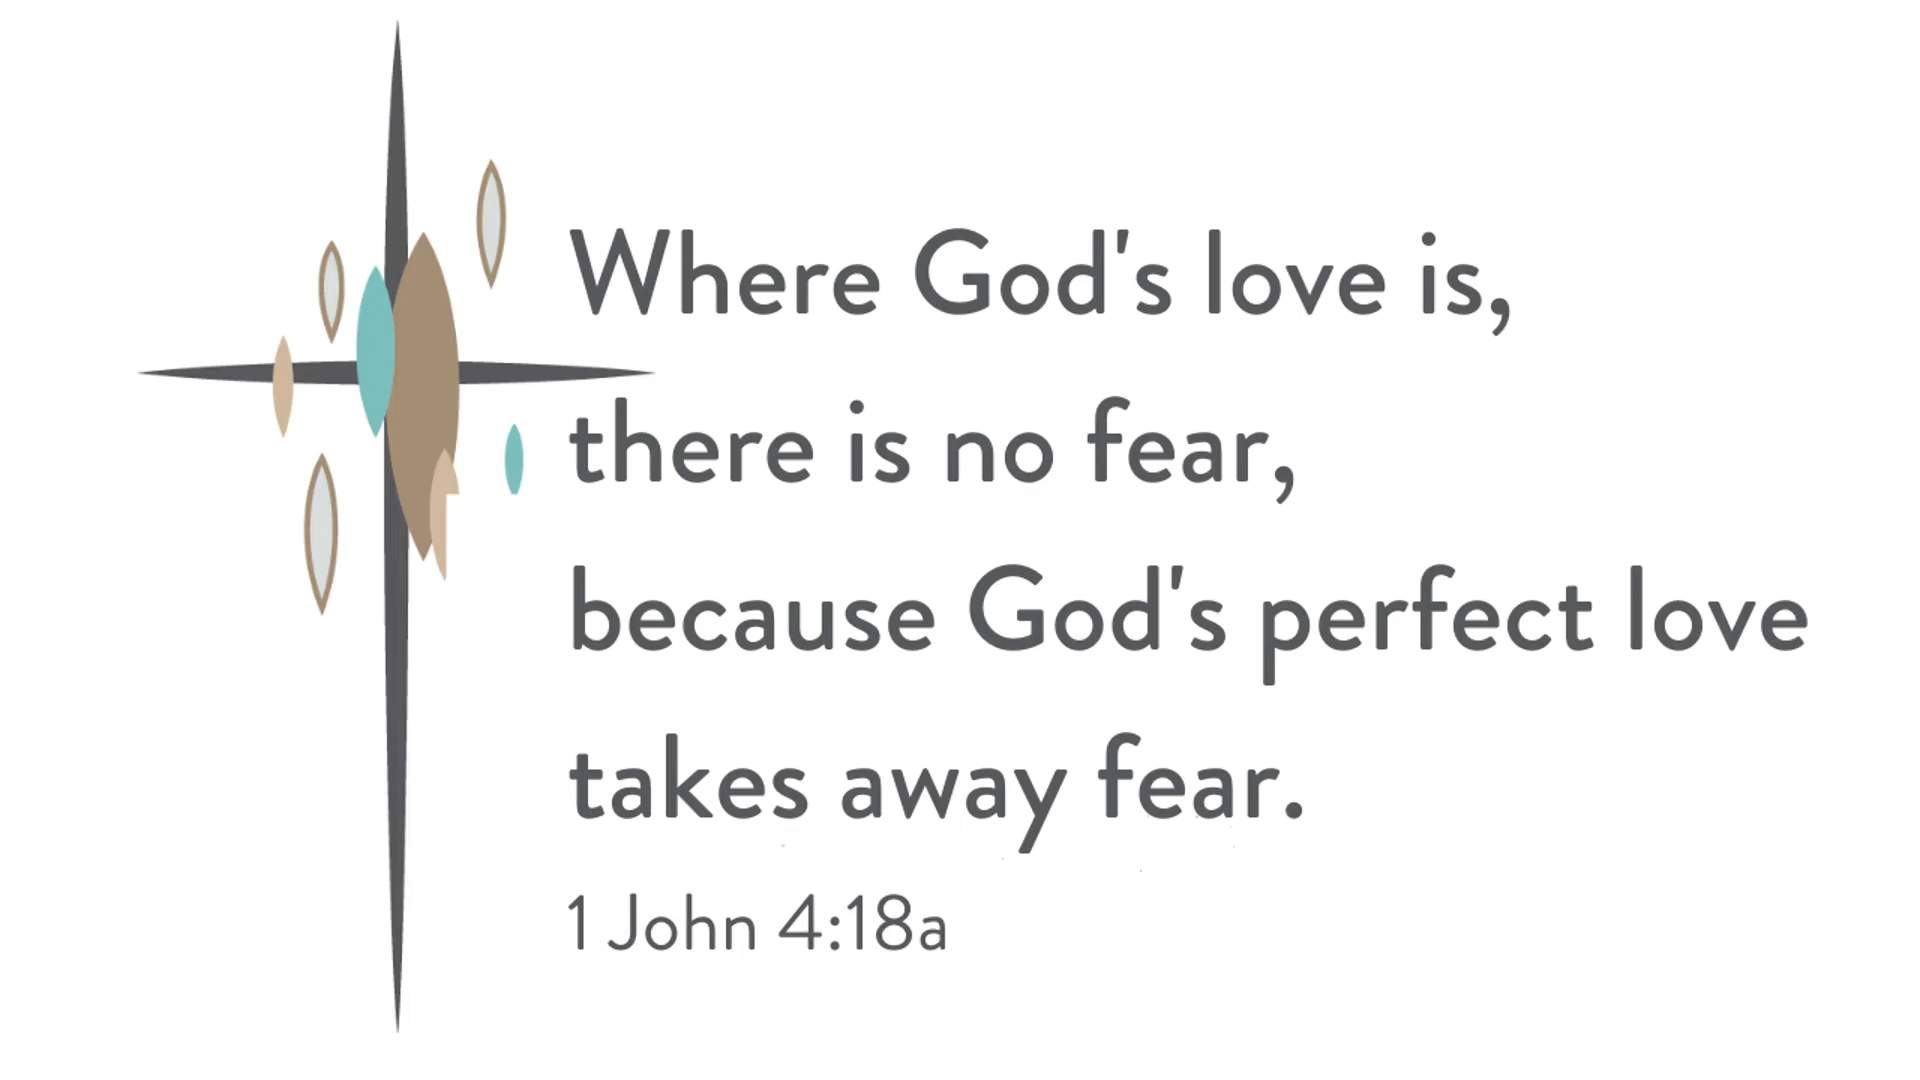 Where God's love is,
there is no fear,
because God's perfect love
takes away fear.
1 John 4:18a